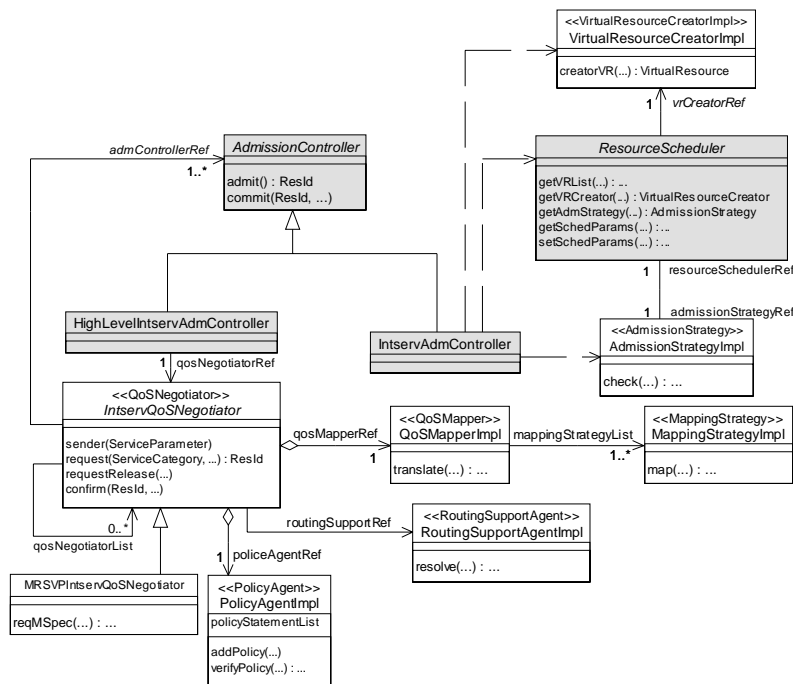 <<VirtualResourceCreatorImpl>>
VirtualResourceCreatorImpl
creatorVR(...) : VirtualResource
1
vrCreatorRef
admControllerRef
1..*
AdmissionController
admit() : ResId
commit(ResId, ...)
ResourceScheduler
getVRList(...) : ...
getVRCreator(...) : VirtualResourceCreator
getAdmStrategy(...) : AdmissionStrategy
getSchedParams(...) : ...
setSchedParams(...) : ...
1
resourceSchedulerRef
1
admissionStrategyRef
HighLevelIntservAdmController
IntservAdmController
<<AdmissionStrategy>>
AdmissionStrategyImpl
check(...) : ...
1
qosNegotiatorRef
<<QoSNegotiator>>
IntservQoSNegotiator
sender(ServiceParameter)
request(ServiceCategory, ...) : ResId
requestRelease(...)
confirm(ResId, ...)
qosMapperRef
1
<<QoSMapper>>
QoSMapperImpl
translate(...) : ...
mappingStrategyList
1..*
<<MappingStrategy>>
MappingStrategyImpl
map(...) : ...
0..*
qosNegotiatorList
routingSupportRef
<<RoutingSupportAgent>>
RoutingSupportAgentImpl
resolve(...) : ...
1
policeAgentRef
MRSVPIntservQoSNegotiator
reqMSpec(...) : ...
<<PolicyAgent>>
PolicyAgentImpl
policyStatementList
addPolicy(...)
verifyPolicy(...) : ...